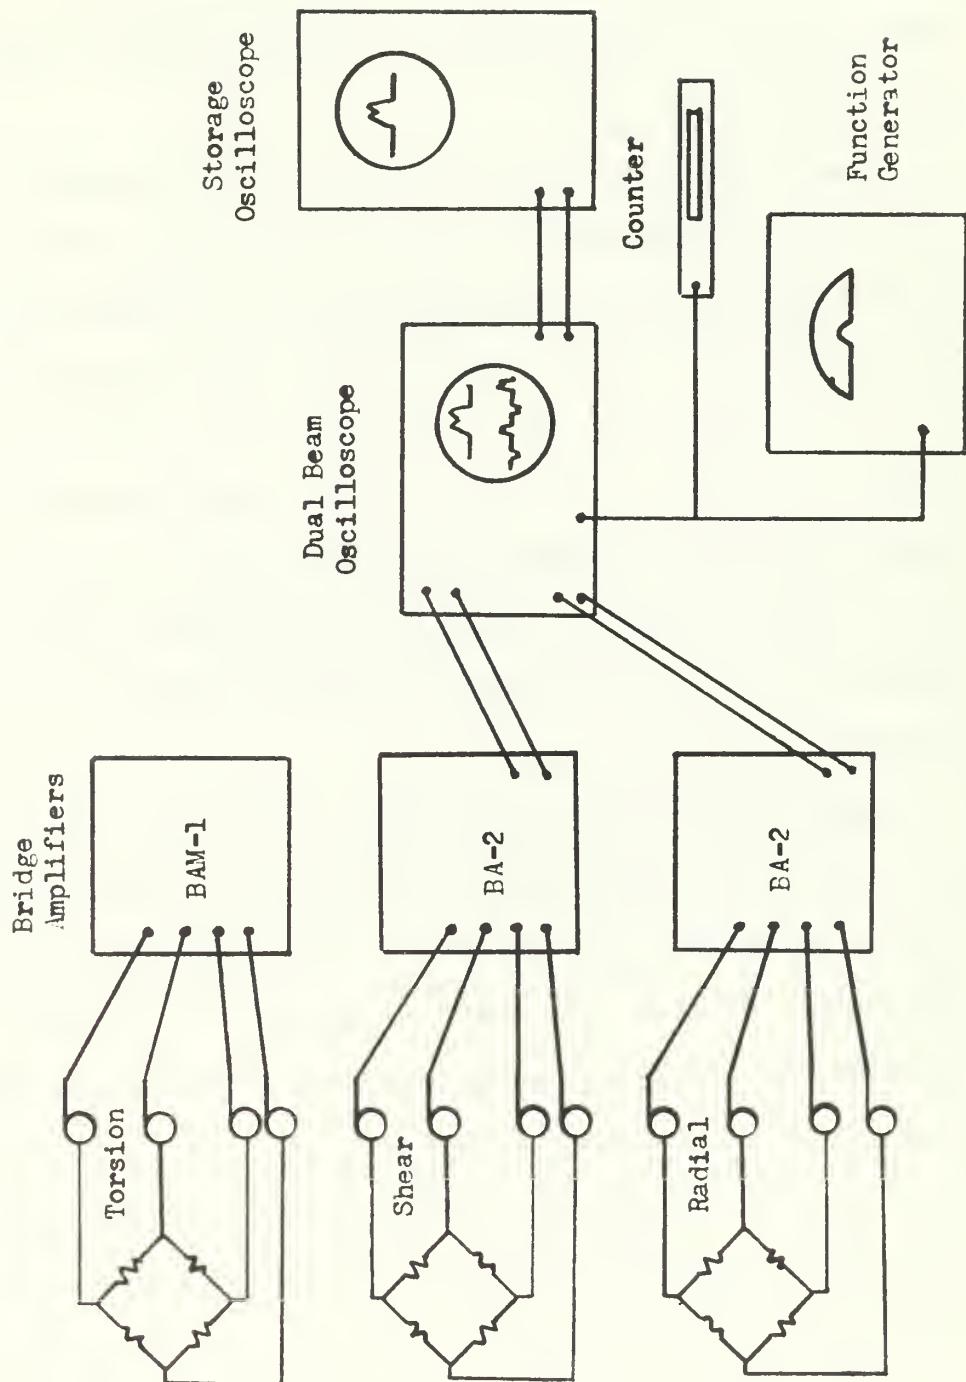 Bridge
Amplifiers
Torsion
BAM-1
Shear
BA-2
Radial
BA-2
Dual Beam
Oscilloscope
Storage
Oscilloscope
Counter
Function
Generator